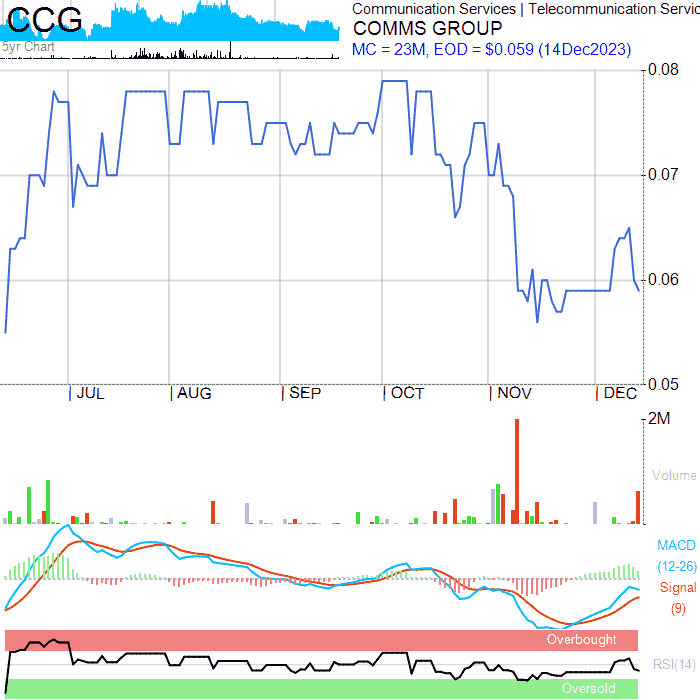 CCG
5yr Chart
Communication Services | Telecommunication Servic
COMMS GROUP
MC = 23M, EOD = $0.059 (14Dec2023)
0.08
0.07
0.06
0.05
JUL
AUG
SEP
OCT
NOV
DEC
2M
Volume
MACD
(12-26)
Signal
(9)
Overbought
RSI(14)
Oversold